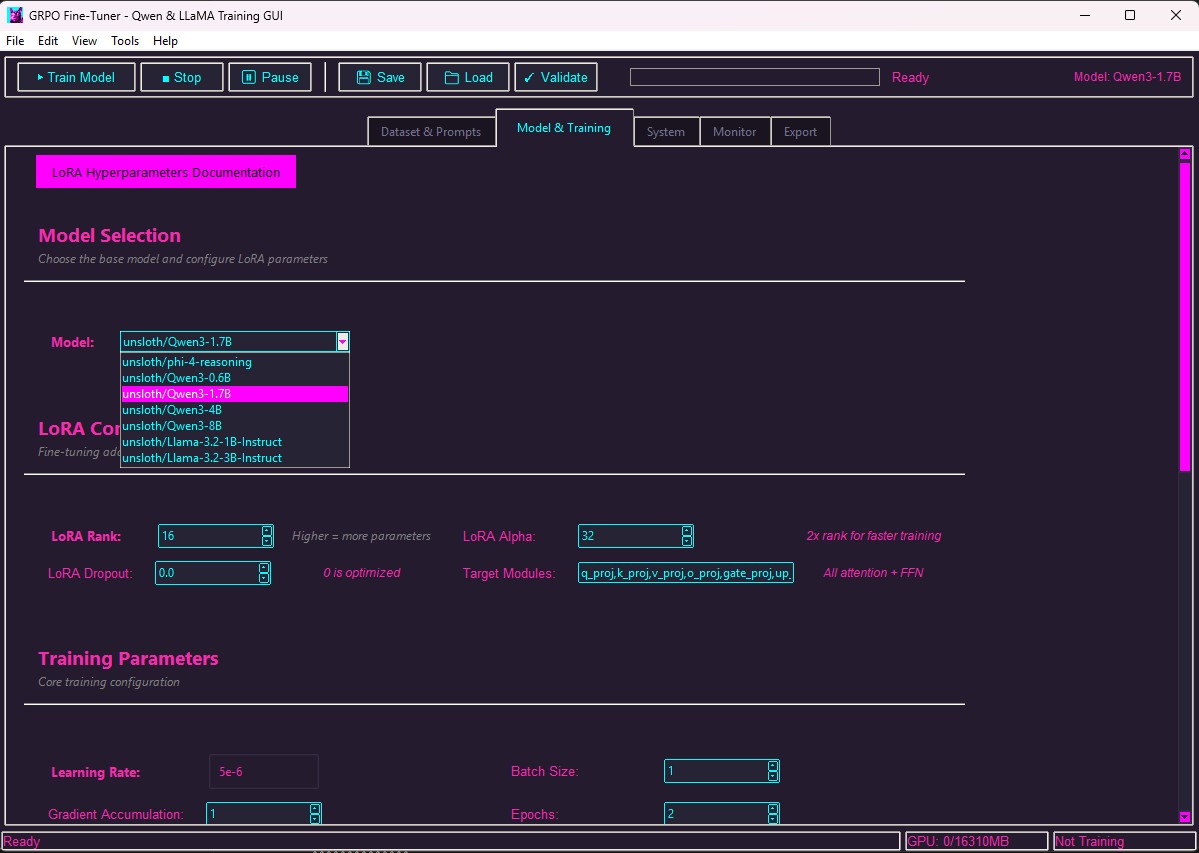 GRPO Fine-Tuner - Qwen & LLaMA Training GUI
File Edit View Tools Help
Train Model Stop Pause Save Load ✓ Validate Ready Model: Qwen3-1.7B
Dataset & Prompts Model & Training System Monitor Export
LoRA Hyperparameters Documentation
Model Selection
Choose the base model and configure LoRA parameters
Model: unsloth/Qwen3-1.7B
unsloth/phi-4-reasoning
unsloth/Qwen3-0.6B
unsloth/Qwen3-1.7B
unsloth/Qwen3-4B
unsloth/Qwen3-8B
unsloth/Llama-3.2-1B-Instruct
unsloth/Llama-3.2-3B-Instruct
LoRA Con
Fine-tuning ada
LoRA Rank: 16 Higher = more parameters LoRA Alpha: 32 2x rank for faster training
LoRA Dropout: 0.0 0 is optimized Target Modules: q_proj,k_proj,v_proj,o_proj,gate_proj,up_ All attention + FFN
Training Parameters
Core training configuration
Learning Rate: 5e-6 Batch Size: 1
Gradient Accumulation: 1 Epochs: 2
Ready GPU: 0/16310MB Not Training